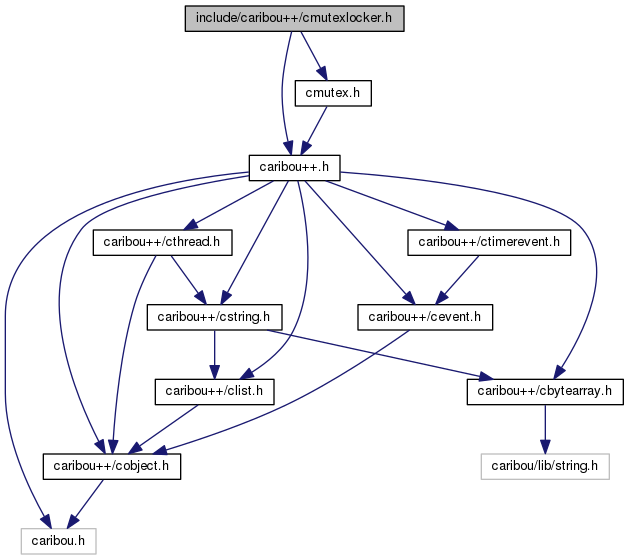 include/caribou++/cmutexlocker.h
cmutex.h
caribou++.h
caribou++/cthread.h
caribou++/ctimerevent.h
caribou++/cstring.h
caribou++/cevent.h
caribou++/clist.h
caribou++/cbytearray.h
caribou++/cobject.h
caribou/lib/string.h
caribou.h